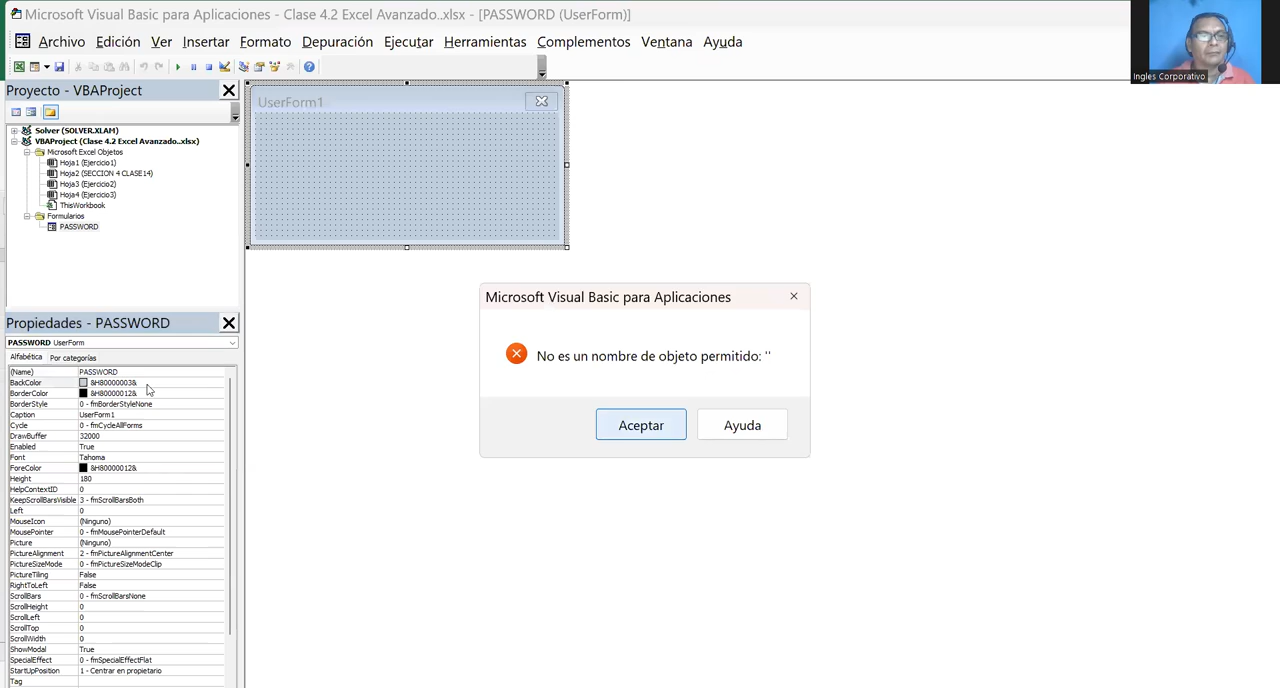 Microsoft Visual Basic para Aplicaciones - Clase 4.2 Excel Avanzado..xlsx - [PASSWORD (UserForm)]
Archivo Edición Ver Insertar Formato Depuración Ejecutar Herramientas Complementos Ventana Ayuda
Ingles Corporativo
Proyecto - VBAProject
Solver (SOLVER.XLAM)
VBAProject (Clase 4.2 Excel Avanzado..xlsx)
Microsoft Excel Objetos
Hoja1 (Ejercicio1)
Hoja2 (SECCION 4 CLASE14)
Hoja3 (Ejercicio2)
Hoja4 (Ejercicio3)
ThisWorkbook
Formularios
PASSWORD
UserForm1
Microsoft Visual Basic para Aplicaciones
No es un nombre de objeto permitido: ''
Aceptar Ayuda
Propiedades - PASSWORD
PASSWORD UserForm
Alfabética Por categorías
(Name) PASSWORD
BackColor &H80000003&
BorderColor &H80000012&
BorderStyle 0 - fmBorderStyleNone
Caption UserForm1
Cycle 0 - fmCycleAllForms
DrawBuffer 32000
Enabled True
Font Tahoma
ForeColor &H80000012&
Height 180
HelpContextID 0
KeepScrollBarsVisible 3 - fmScrollBarsBoth
Left 0
MouseIcon (Ninguno)
MousePointer 0 - fmMousePointerDefault
Picture (Ninguno)
PictureAlignment 2 - fmPictureAlignmentCenter
PictureSizeMode 0 - fmPictureSizeModeClip
PictureTiling False
RightToLeft False
ScrollBars 0 - fmScrollBarsNone
ScrollHeight 0
ScrollLeft 0
ScrollTop 0
ScrollWidth 0
ShowModal True
SpecialEffect 0 - fmSpecialEffectFlat
StartUpPosition 1 - Centrar en propietario
Tag